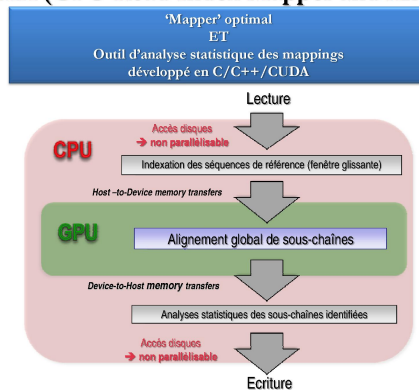 'Mapper' optimal
ET
Outil d'analyse statistique des mappings
développé en C/C++/CUDA
Lecture
Accès disques
➔ non parallélisable
CPU
Indexation des séquences de référence (fenêtre glissante)
Host –to-Device memory transfers
GPU
Alignement global de sous-chaînes
Device-to-Host memory transfers
Analyses statistiques des sous-chaînes identifiées
Accès disques
➔ non parallélisable
Ecriture